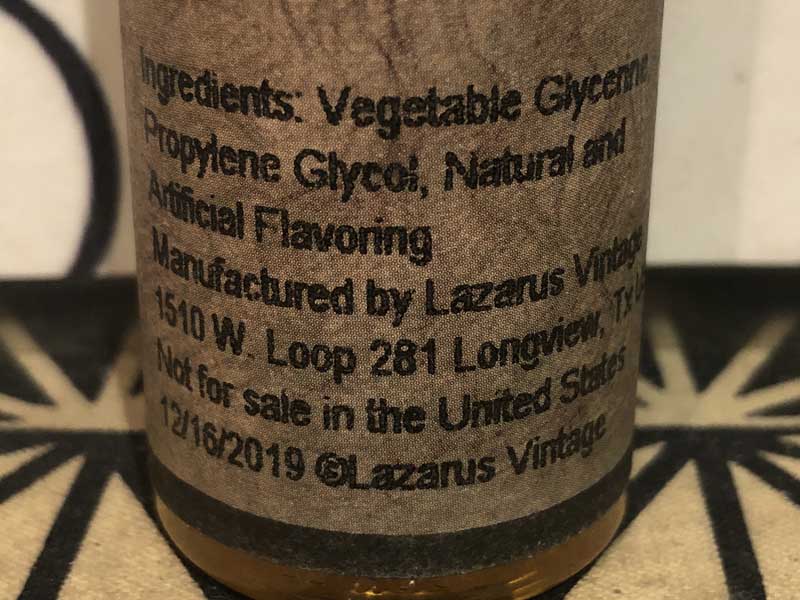 Ingredients: Vegetable Glycerine,
Propylene Glycol, Natural and
Artificial Flavoring
Manufactured by Lazarus Vintage
1510 W. Loop 281 Longview, Tx
Not for sale in the United States
12/16/2019 ©Lazarus Vintage